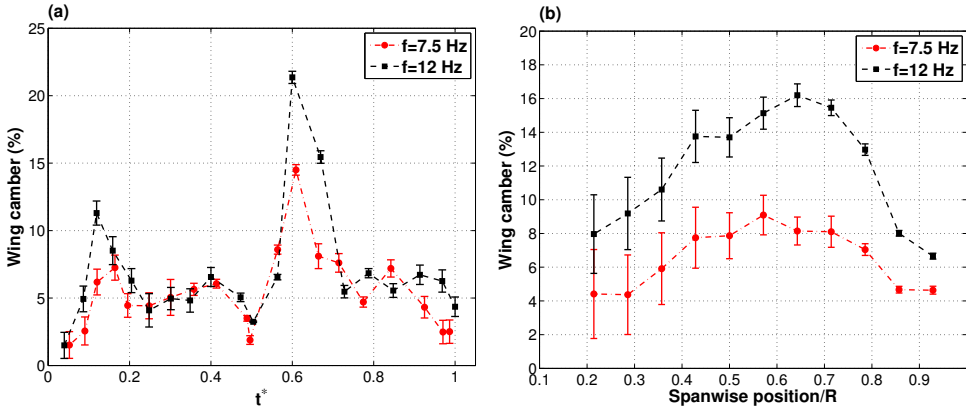 (a)
25
20
15
10
5
0
Wing camber (%)
f=7.5 Hz
f=12 Hz
0 0.2 0.4 0.6 0.8 1
t*
(b)
20
18
16
14
12
10
8
6
4
2
0
Wing camber (%)
f=7.5 Hz
f=12 Hz
0.1 0.2 0.3 0.4 0.5 0.6 0.7 0.8 0.9
Spanwise position/R